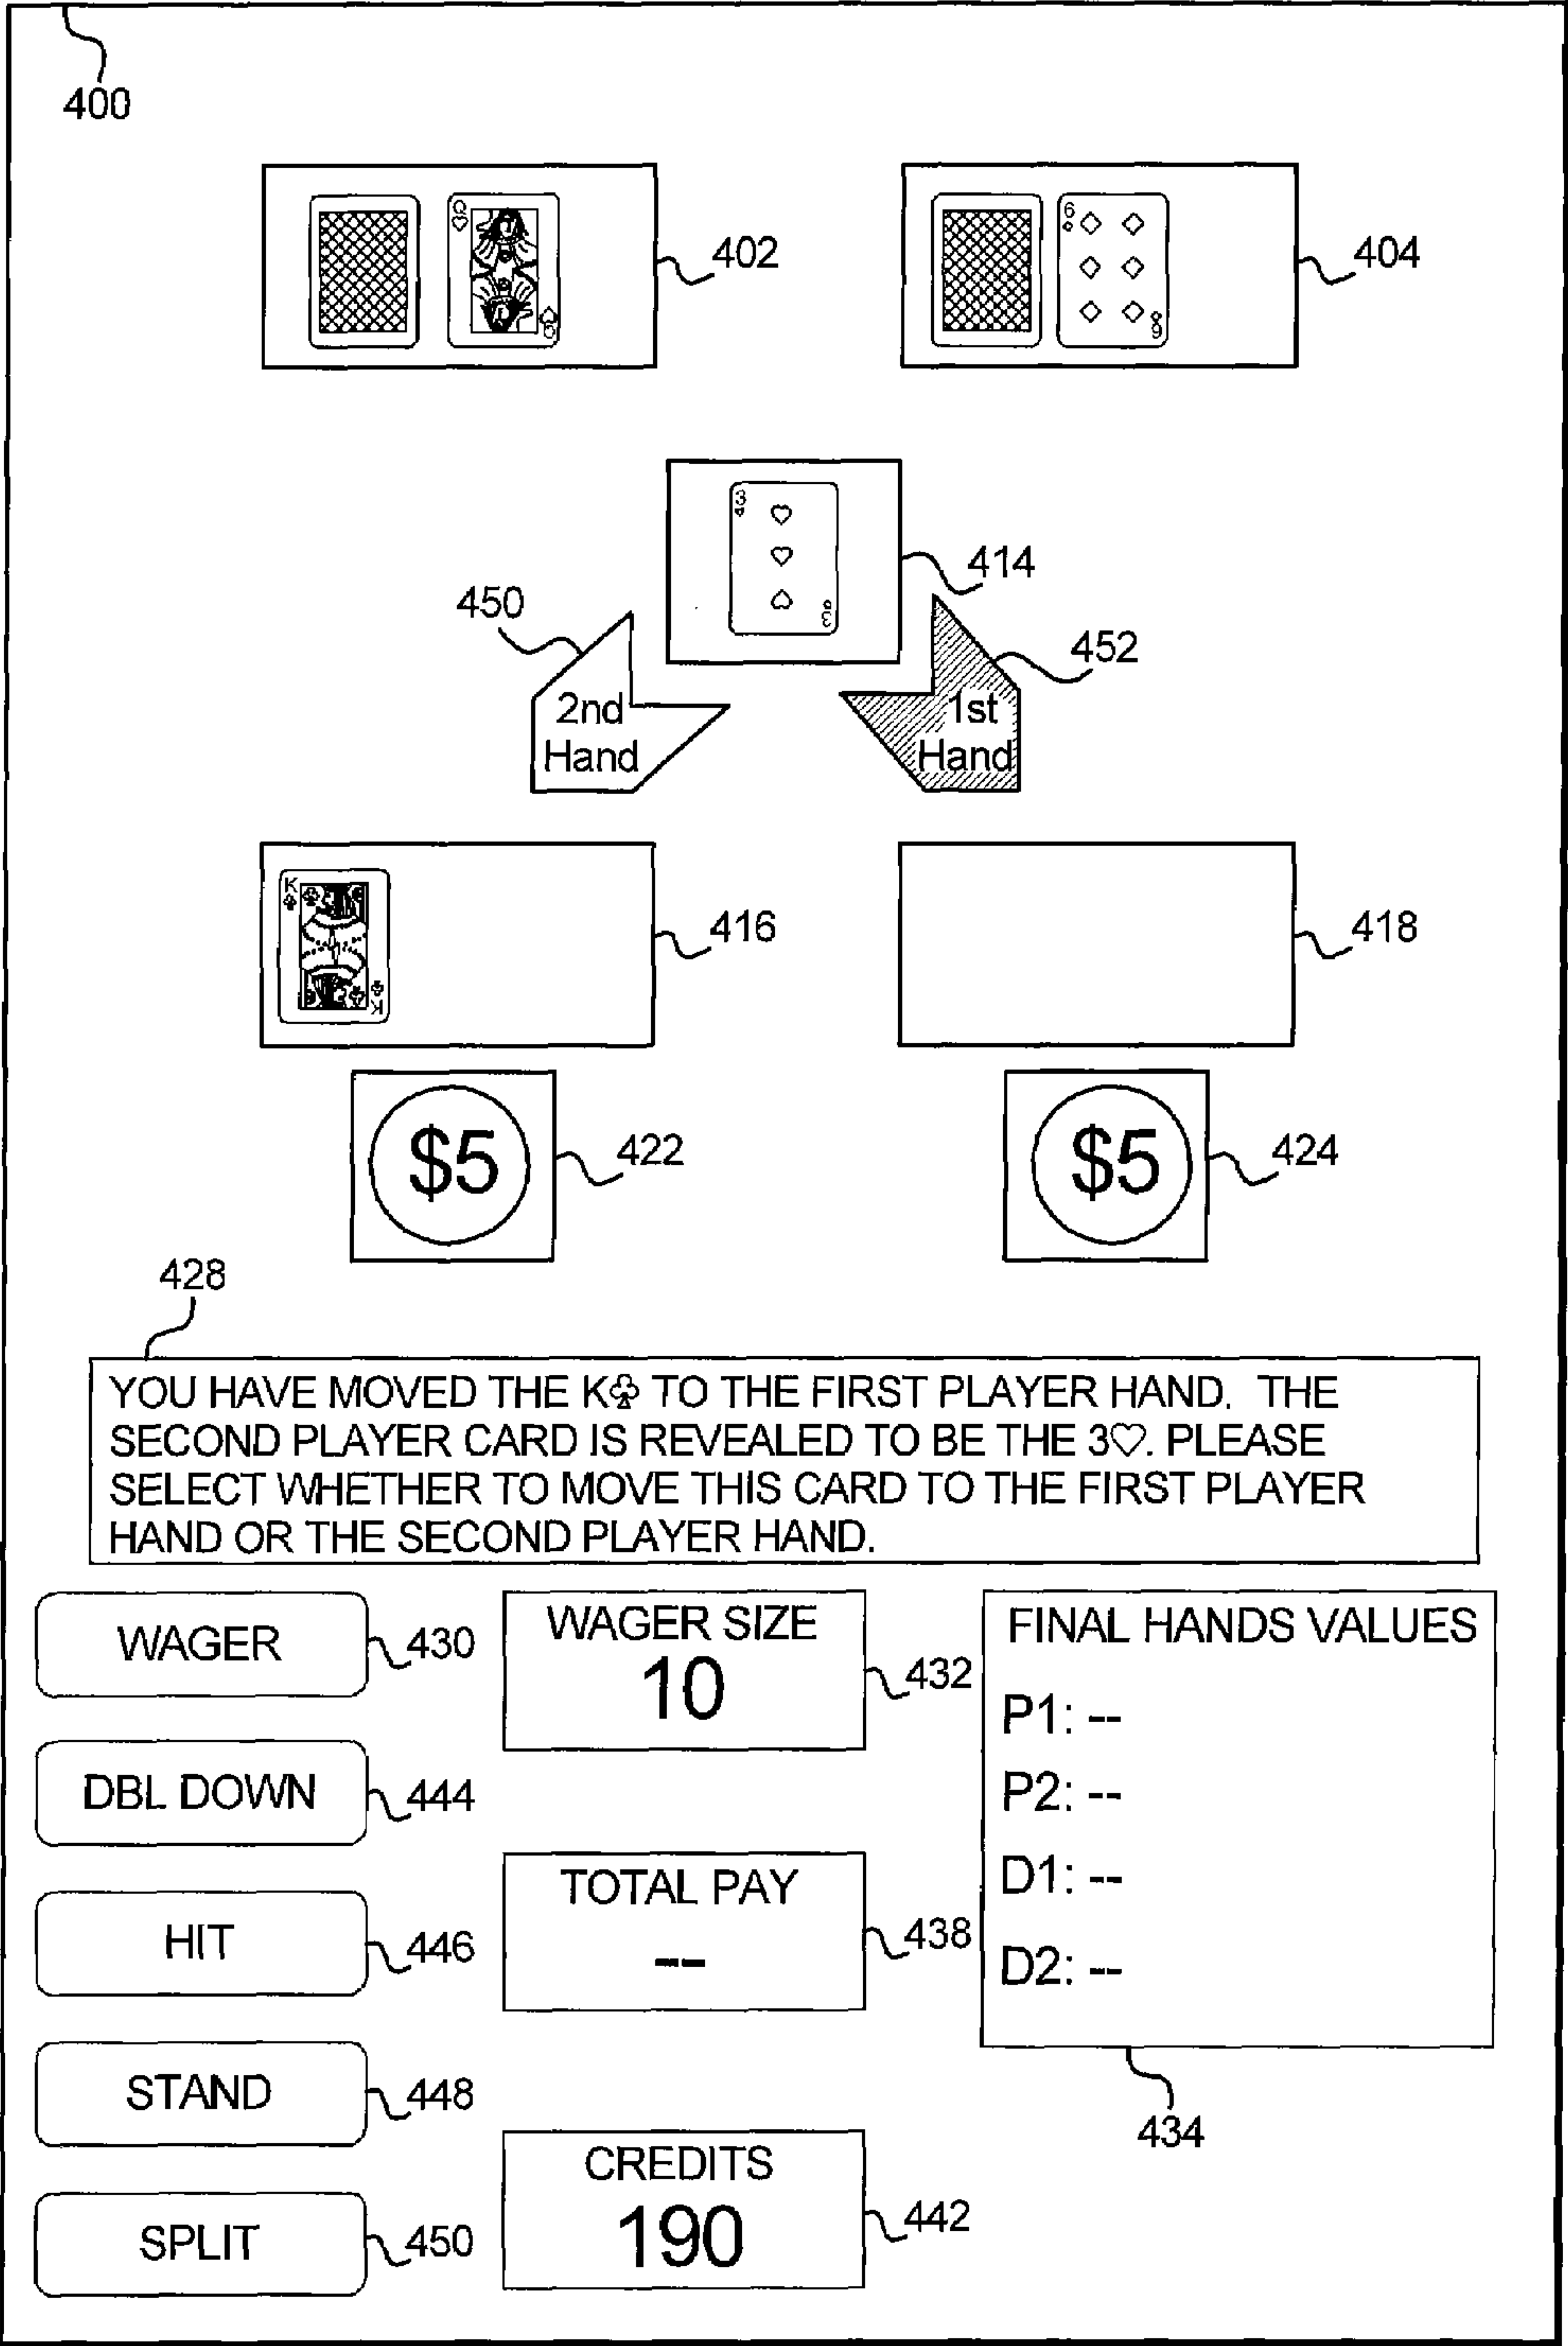 400
Q♡
402
6♢
404
3♡
414
450
2nd
Hand
452
1st
Hand
K♧
416
418
$5
422
$5
424
428
YOU HAVE MOVED THE K♧ TO THE FIRST PLAYER HAND. THE
SECOND PLAYER CARD IS REVEALED TO BE THE 3♡. PLEASE
SELECT WHETHER TO MOVE THIS CARD TO THE FIRST PLAYER
HAND OR THE SECOND PLAYER HAND.
WAGER
430
WAGER SIZE
10
432
FINAL HANDS VALUES
P1: --
P2: --
D1: --
D2: --
434
DBL DOWN
444
HIT
446
TOTAL PAY
--
438
STAND
448
SPLIT
450
CREDITS
190
442